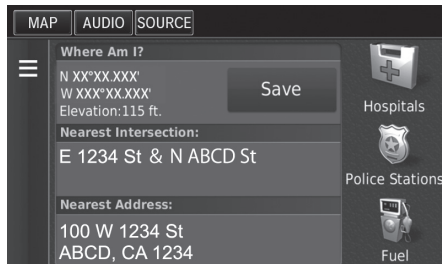 MAP AUDIO SOURCE
Where Am I?
N XX°XX.XXX'
W XXX°XX.XXX'
Elevation:115 ft.
Save
Nearest Intersection:
E 1234 St & N ABCD St
Nearest Address:
100 W 1234 St
ABCD, CA 1234
Hospitals
Police Stations
Fuel